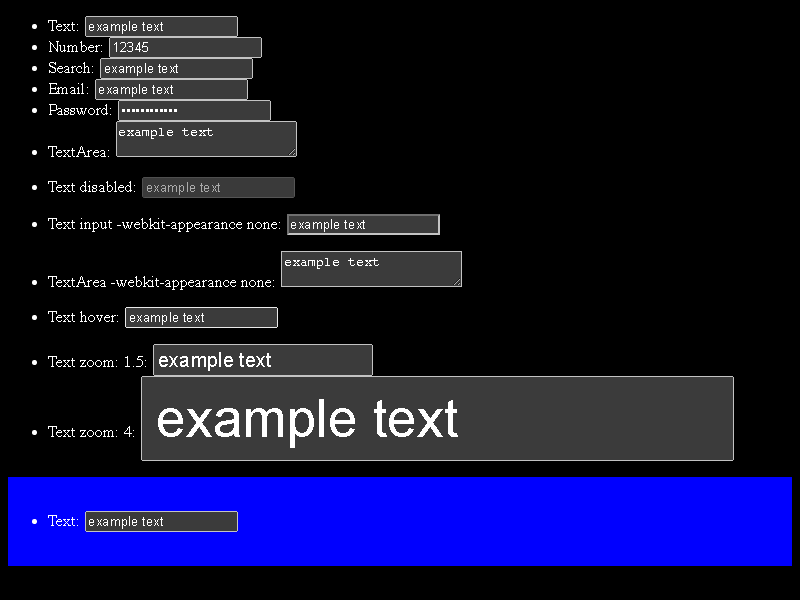 Text: example text
Number: 12345
Search: example text
Email: example text
Password: ••••••••••••
TextArea: example text
Text disabled: example text
Text input -webkit-appearance none: example text
TextArea -webkit-appearance none: example text
Text hover: example text
Text zoom: 1.5: example text
Text zoom: 4: example text
Text: example text